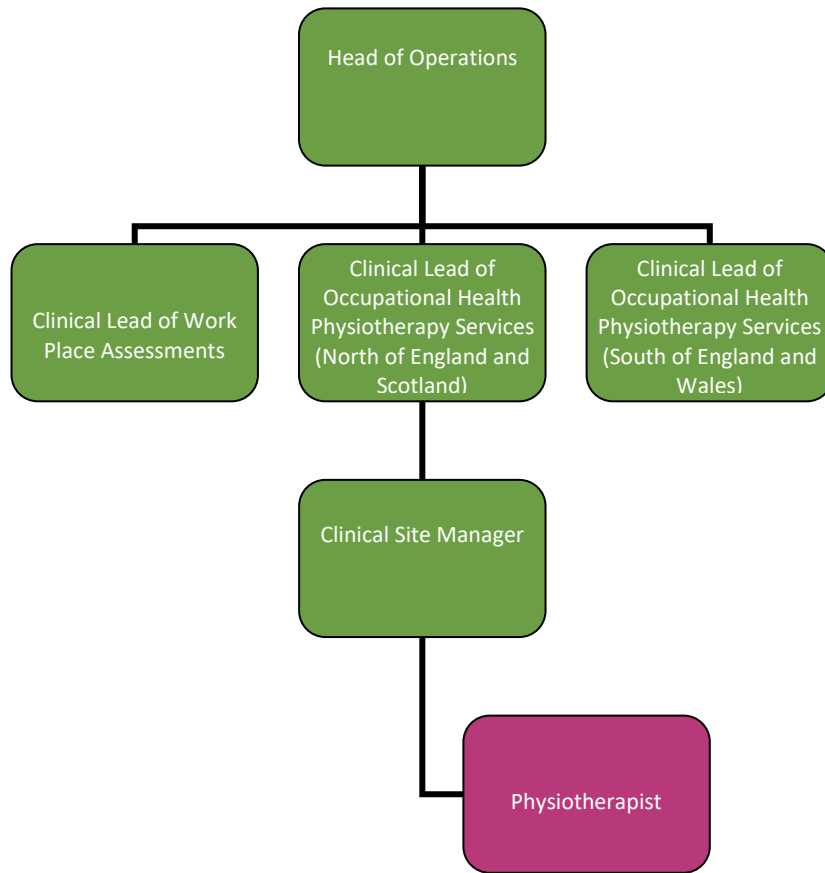 Head of Operations
Clinical Lead of Work
Place Assessments
Clinical Lead of
Occupational Health
Physiotherapy Services
(North of England and
Scotland)
Clinical Lead of
Occupational Health
Physiotherapy Services
(South of England and
Wales)
Clinical Site Manager
Physiotherapist